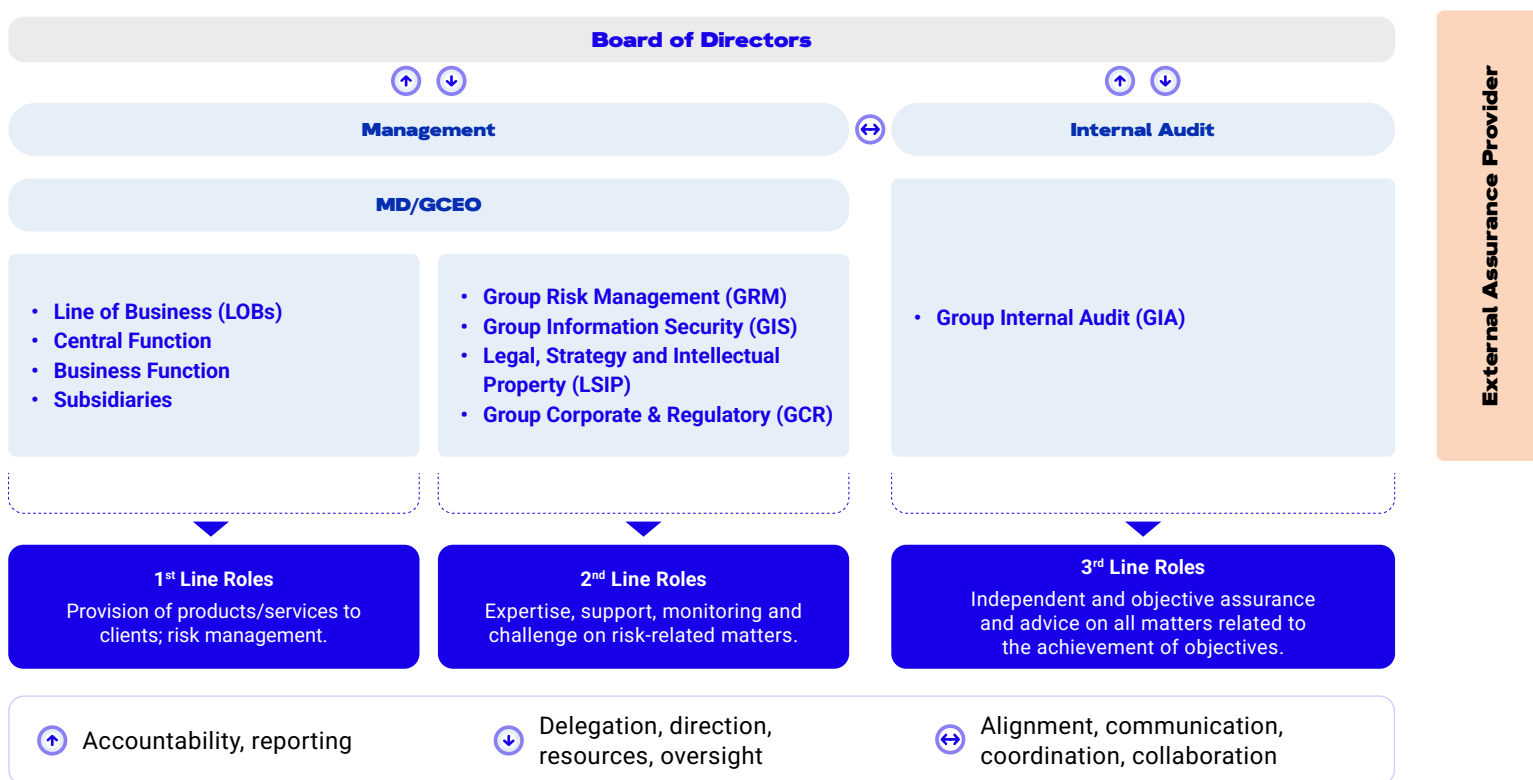 Board of Directors
Management
Internal Audit
MD/GCEO
• Line of Business (LOBs)
• Central Function
• Business Function
• Subsidiaries
• Group Risk Management (GRM)
• Group Information Security (GIS)
• Legal, Strategy and Intellectual
Property (LSIP)
• Group Corporate & Regulatory (GCR)
• Group Internal Audit (GIA)
External Assurance Provider
1st Line Roles
Provision of products/services to
clients; risk management.
2nd Line Roles
Expertise, support, monitoring and
challenge on risk-related matters.
3rd Line Roles
Independent and objective assurance
and advice on all matters related to
the achievement of objectives.
Accountability, reporting
Delegation, direction,
resources, oversight
Alignment, communication,
coordination, collaboration